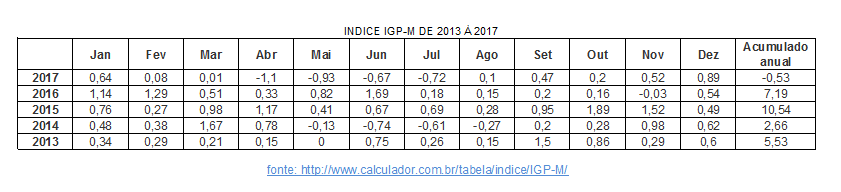 INDICE IGP-M DE 2013 Á 2017
Jan Fev Mar Abr Mai Jun Jul Ago Set Out Nov Dez Acumulado anual
2017 0,64 0,08 0,01 -1,1 -0,93 -0,67 -0,72 0,1 0,47 0,2 0,52 0,89 -0,53
2016 1,14 1,29 0,51 0,33 0,82 1,69 0,18 0,15 0,2 0,16 -0,03 0,54 7,19
2015 0,76 0,27 0,98 1,17 0,41 0,67 0,69 0,28 0,95 1,89 1,52 0,49 10,54
2014 0,48 0,38 1,67 0,78 -0,13 -0,74 -0,61 -0,27 0,2 0,28 0,98 0,62 2,66
2013 0,34 0,29 0,21 0,15 0 0,75 0,26 0,15 1,5 0,86 0,29 0,6 5,53
fonte: http://www.calculador.com.br/tabela/indice/IGP-M/